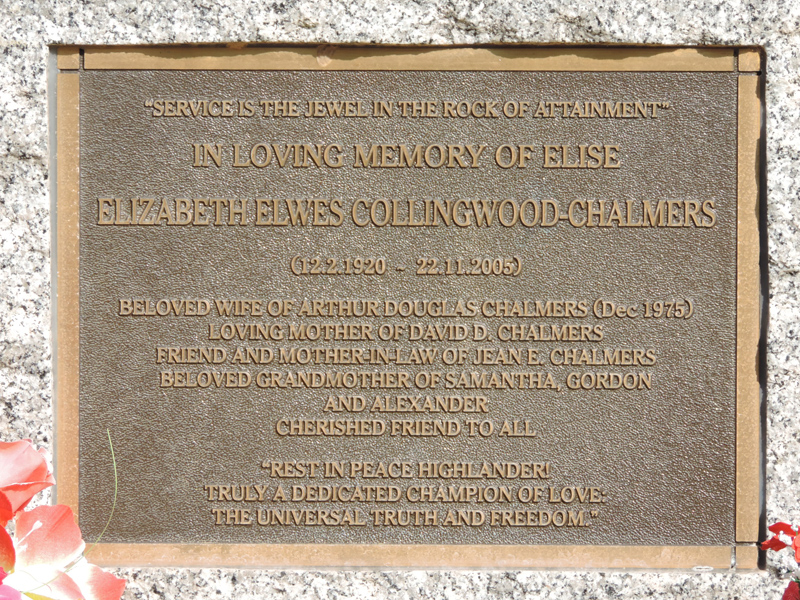 "SERVICE IS THE JEWEL IN THE ROCK OF ATTAINMENT"
IN LOVING MEMORY OF ELISE
ELIZABETH ELWES COLLINGWOOD-CHALMERS
(12.2.1920 ~ 22.11.2005)
BELOVED WIFE OF ARTHUR DOUGLAS CHALMERS (Dec 1975)
LOVING MOTHER OF DAVID D. CHALMERS
FRIEND AND MOTHER-IN-LAW OF JEAN E. CHALMERS
BELOVED GRANDMOTHER OF SAMANTHA, GORDON
AND ALEXANDER
CHERISHED FRIEND TO ALL
"REST IN PEACE HIGHLANDER!
TRULY A DEDICATED CHAMPION OF LOVE:
THE UNIVERSAL TRUTH AND FREEDOM."